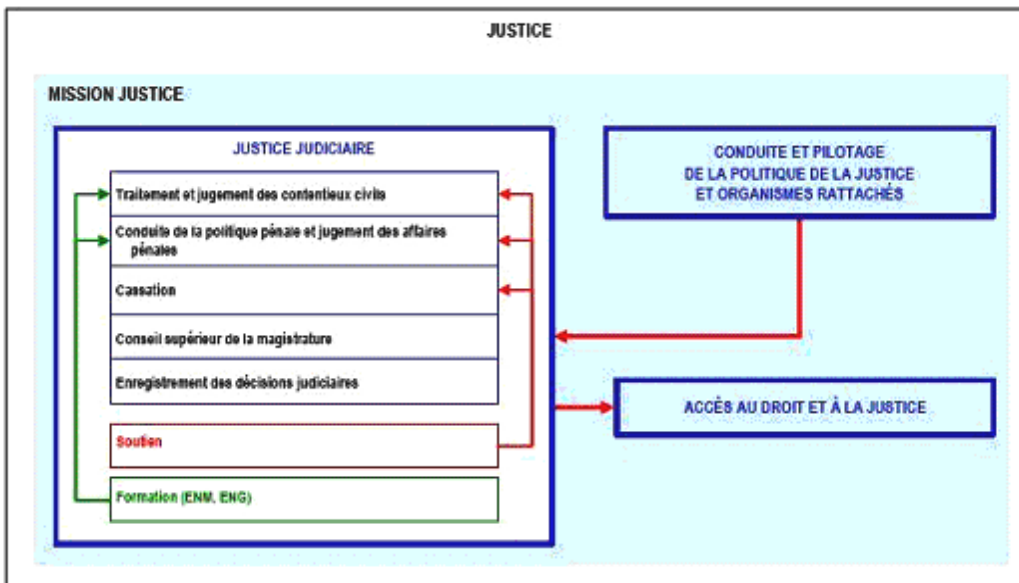 JUSTICE
MISSION JUSTICE
JUSTICE JUDICIAIRE
Traitement et jugement des contentieux civils
Conduite de la politique pénale et jugement des affaires
pénales
Cassation
Conseil supérieur de la magistrature
Enregistrement des décisions judiciaires
Soutien
Formation (ENM, ENG)
CONDUITE ET PILOTAGE
DE LA POLITIQUE DE LA JUSTICE
ET ORGANISMES RATTACHÉS
ACCÈS AU DROIT ET À LA JUSTICE